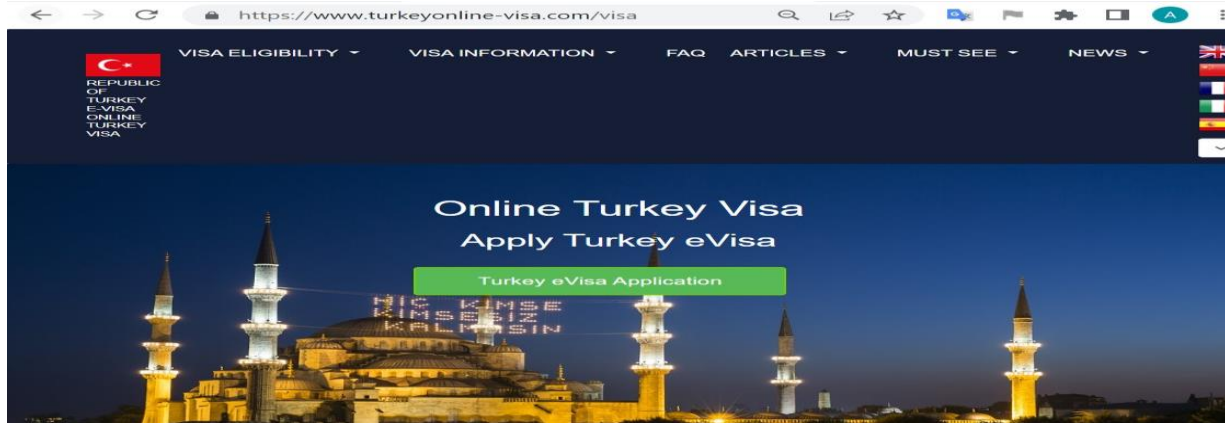 https://www.turkeyonline-visa.com/visa
A
VISA ELIGIBILITY
VISA INFORMATION
FAQ
ARTICLES
MUST SEE
NEWS
REPUBLIC
OF
TURKEY
E-VISA
ONLINE
TURKEY
VISA
Online Turkey Visa
Apply Turkey eVisa
Turkey eVisa Application
HİÇ KİMSE
KİMSESİZ
KALMASIN